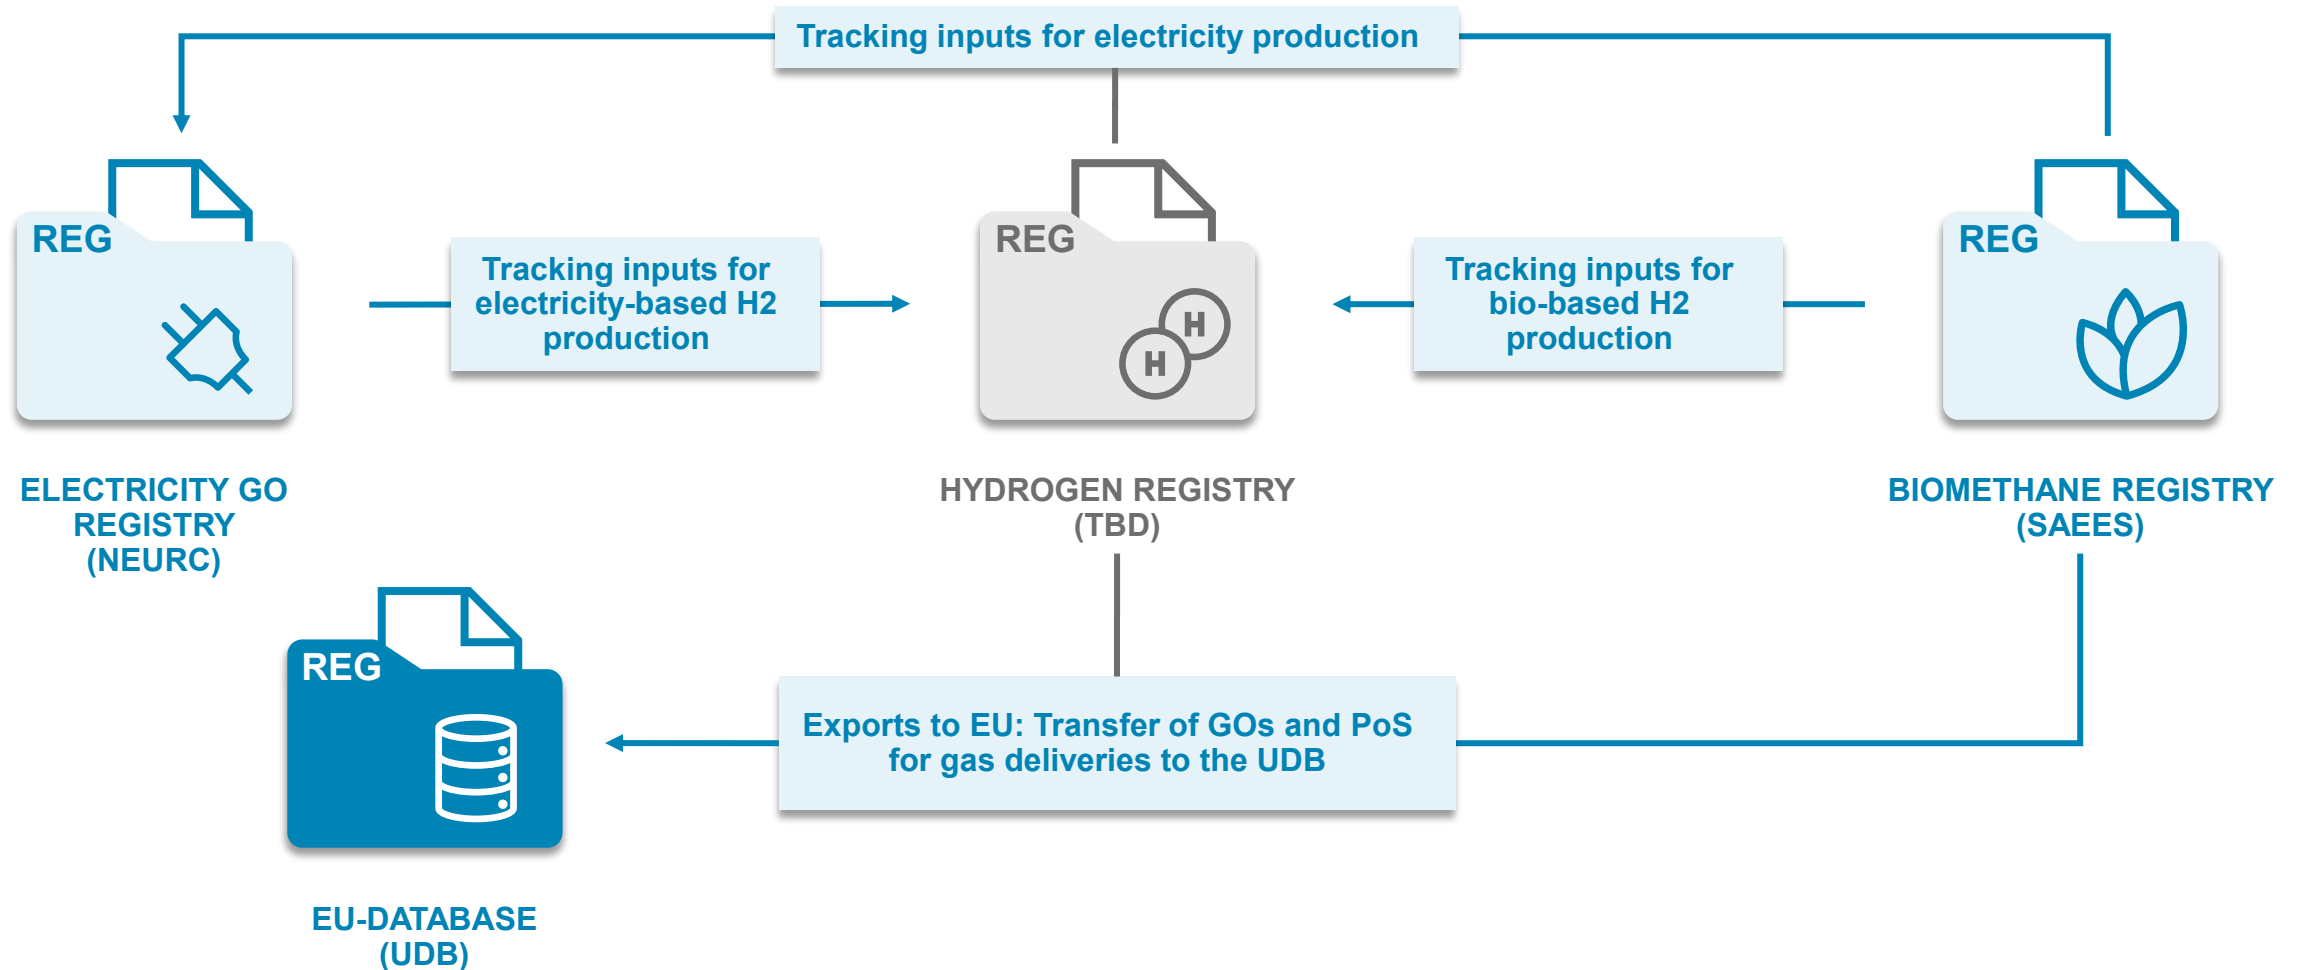 Tracking inputs for electricity production
REG
REG
REG
Tracking inputs for
electricity-based H2
production
Tracking inputs for
bio-based H2
production
H
H
ELECTRICITY GO
REGISTRY
(NEURC)
HYDROGEN REGISTRY
(TBD)
BIOMETHANE REGISTRY
(SAEES)
REG
Exports to EU: Transfer of GOs and PoS
for gas deliveries to the UDB
EU-DATABASE
(UDB)